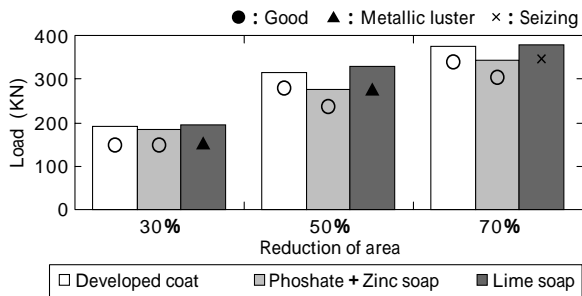 ● : Good ▲ : Metallic luster × : Seizing
400
300
200
100
0
Load (KN)
30% 50% 70%
Reduction of area
Developed coat Phoshate + Zinc soap Lime soap